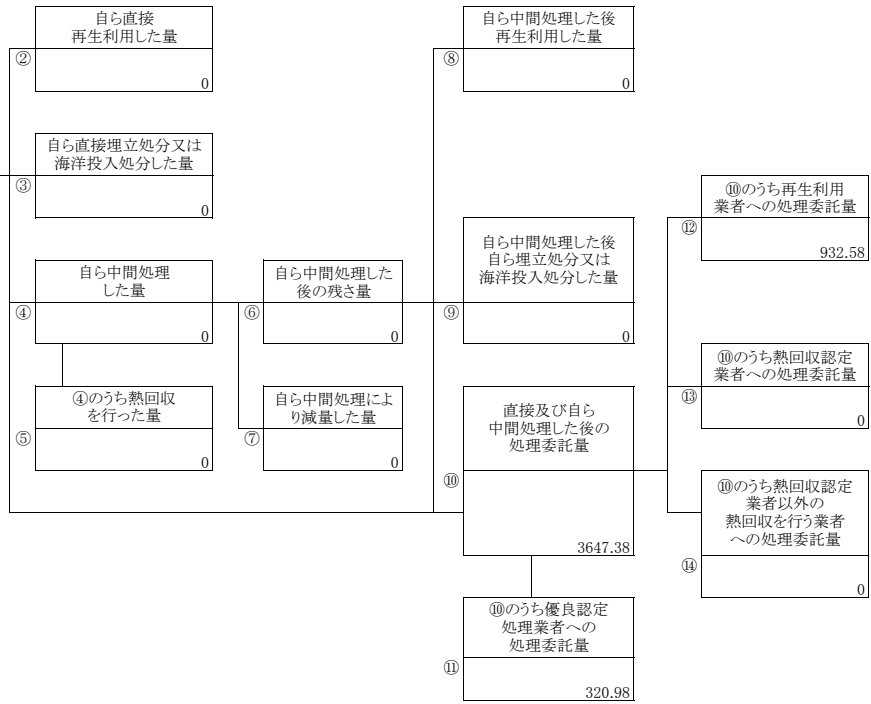 自ら直接
再生利用した量
②
0
自ら直接埋立処分又は
海洋投入処分した量
③
0
自ら中間処理
した量
④
0
④のうち熱回収
を行った量
⑤
0
自ら中間処理した
後の残さ量
⑥
0
自ら中間処理によ
り減量した量
⑦
0
自ら中間処理した後
再生利用した量
⑧
0
自ら中間処理した後
自ら埋立処分又は
海洋投入処分した量
⑨
0
直接及び自ら
中間処理した後の
処理委託量
⑩
3647.38
⑩のうち優良認定
処理業者への
処理委託量
⑪
320.98
⑩のうち再生利用
業者への処理委託量
⑫
932.58
⑩のうち熱回収認定
業者への処理委託量
⑬
0
⑩のうち熱回収認定
業者以外の
熱回収を行う業者
への処理委託量
⑭
0